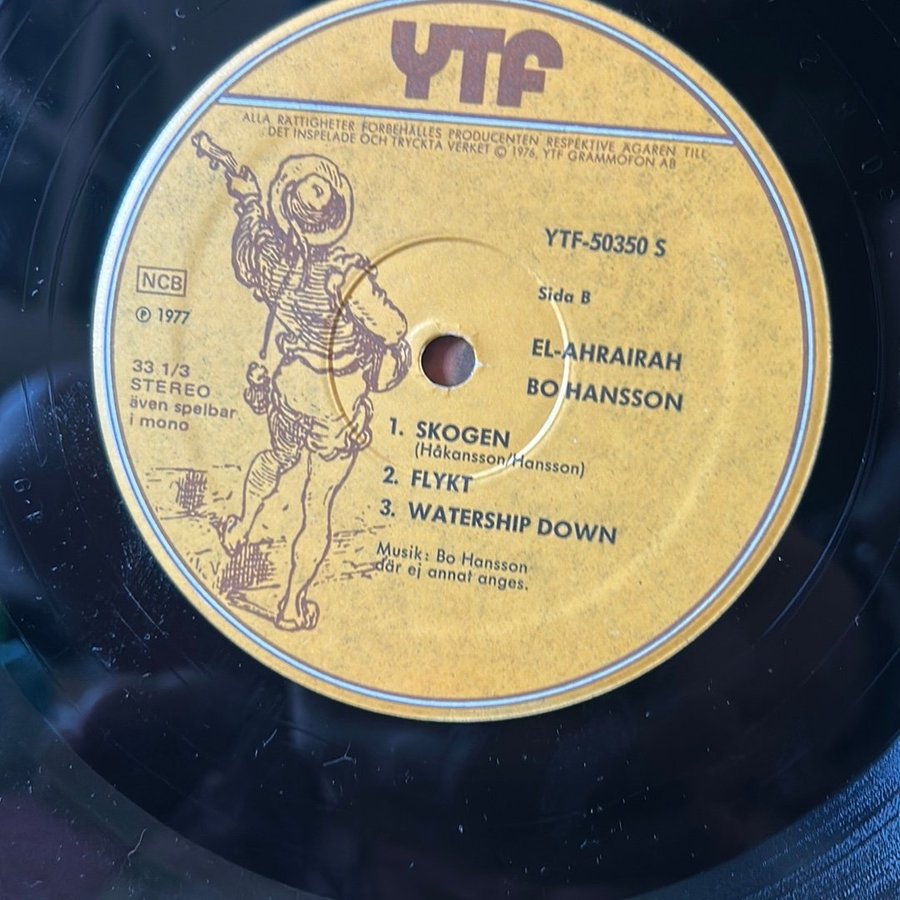 YTF
ALLA RÄTTIGHETER FÖRBEHÅLLES PRODUCENTEN RESPEKTIVE ÄGAREN TILL
DET INSPELADE OCH TRYCKTA VERKET © 1976, YTF GRAMMOFON AB
YTF-50350 S
Sida B
NCB
℗ 1977
33 1/3
STEREO
även spelbar
i mono
EL-AHRAIRAH
BO HANSSON
1. SKOGEN
(Håkansson/Hansson)
2. FLYKT
3. WATERSHIP DOWN
Musik: Bo Hansson
där ej annat anges.